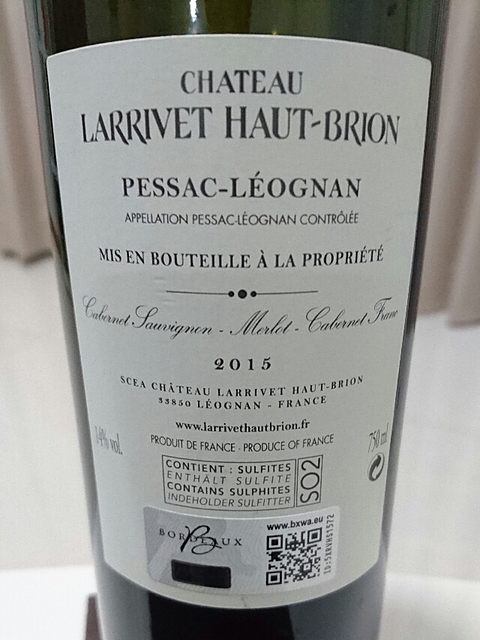 CHATEAU
LARRIVET HAUT-BRION
PESSAC-LÉOGNAN
APPELLATION PESSAC-LÉOGNAN CONTRÔLÉE
MIS EN BOUTEILLE À LA PROPRIÉTÉ
Cabernet Sauvignon - Merlot - Cabernet Franc
2015
SCEA CHÂTEAU LARRIVET HAUT-BRION
33850 LÉOGNAN - FRANCE
www.larrivethautbrion.fr
14% vol.
PRODUIT DE FRANCE - PRODUCE OF FRANCE
750 ml
CONTIENT : SULFITES
ENTHÄLT SULFITE
CONTAINS SULPHITES
INDEHOLDER SULFITTER
SO2
BORDEAUX
B
www.bxwa.eu